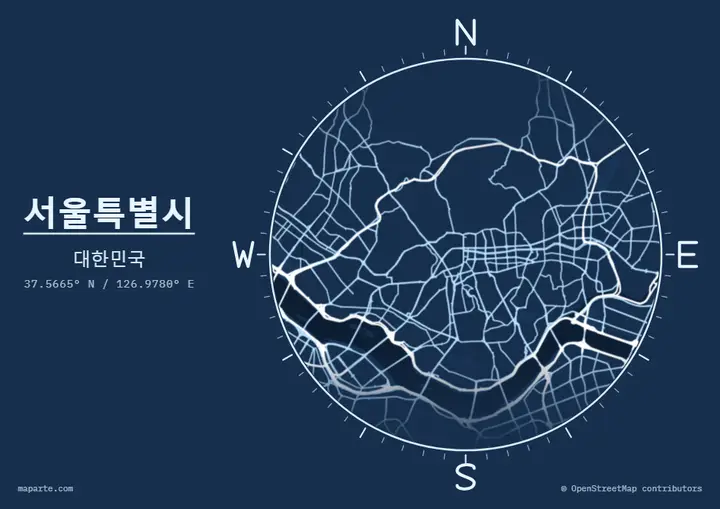 N
서울특별시
W
E
대한민국
37.5665° N / 126.9780° E
S
maparte.com
© OpenStreetMap contributors